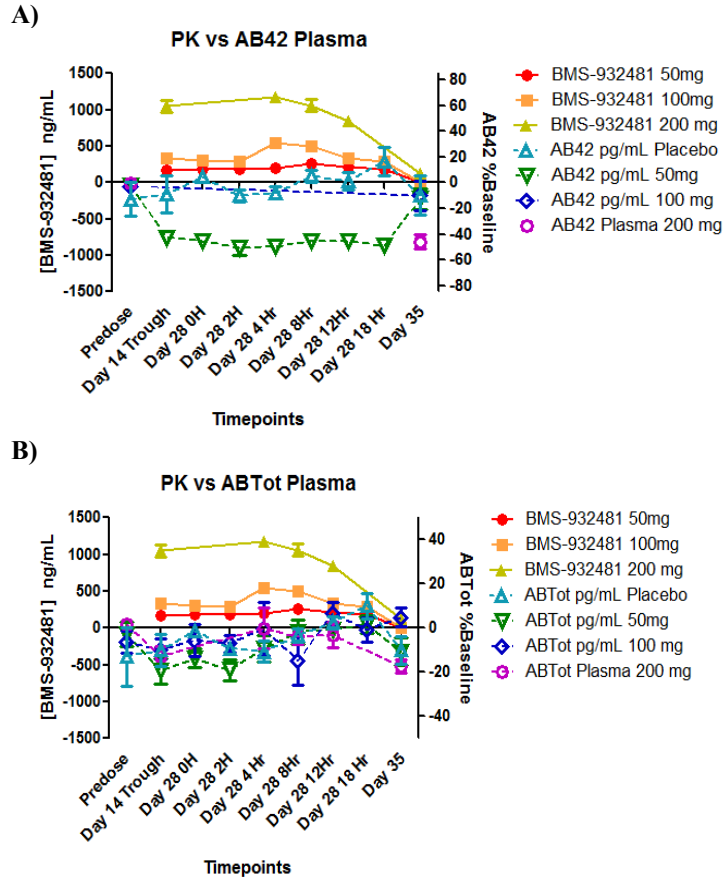 A)
PK vs AB42 Plasma
[BMS-932481] ng/mL
1500
1000
500
0
-500
-1000
-1500
80
60
40
20
0
-20
-40
-60
-80
AB42 %Baseline
BMS-932481 50mg
BMS-932481 100mg
BMS-932481 200 mg
AB42 pg/mL Placebo
AB42 pg/mL 50mg
AB42 pg/mL 100 mg
AB42 Plasma 200 mg
Predose
Day 14 Trough
Day 28 0H
Day 28 2H
Day 28 4 Hr
Day 28 8Hr
Day 28 12Hr
Day 28 18 Hr
Day 35
Timepoints
B)
PK vs ABTot Plasma
[BMS-932481] ng/mL
1500
1000
500
0
-500
-1000
-1500
40
20
0
-20
-40
ABTot %Baseline
BMS-932481 50mg
BMS-932481 100mg
BMS-932481 200 mg
ABTot pg/mL Placebo
ABTot pg/mL 50mg
ABTot pg/mL 100 mg
ABTot Plasma 200 mg
Predose
Day 14 Trough
Day 28 0H
Day 28 2H
Day 28 4 Hr
Day 28 8Hr
Day 28 12Hr
Day 28 18 Hr
Day 35
Timepoints